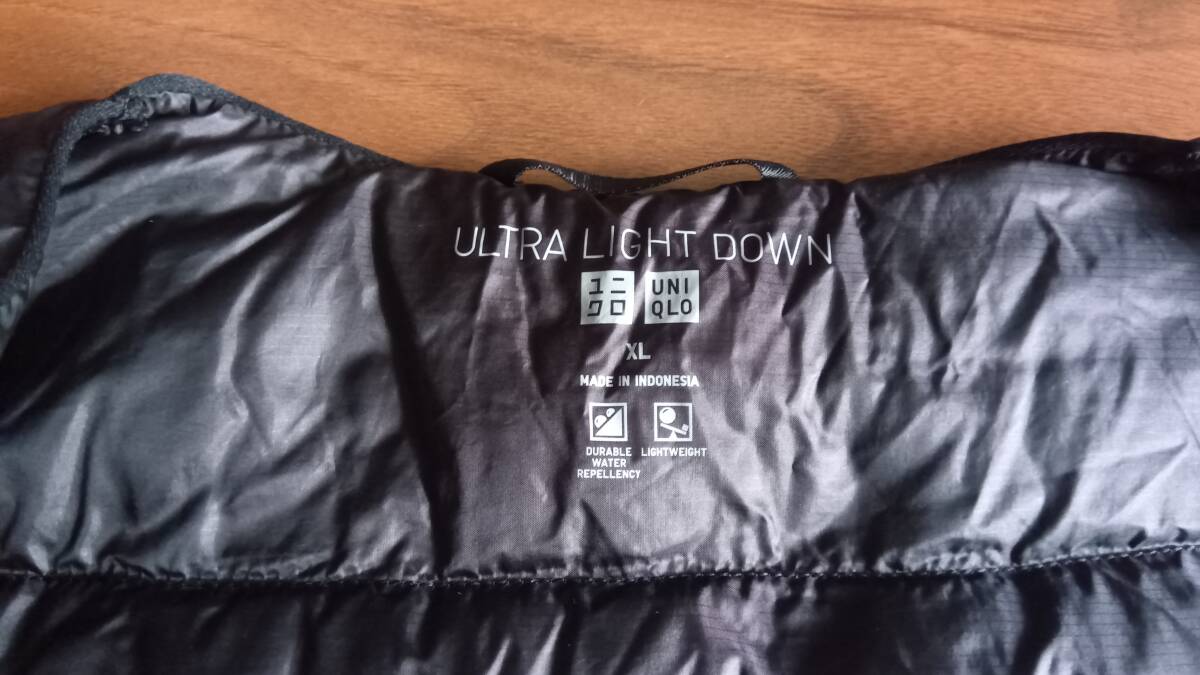 ULTRA LIGHT DOWN
ユニ UNI
クロ QLO
XL
MADE IN INDONESIA
DURABLE WATER REPELLENCY
LIGHTWEIGHT